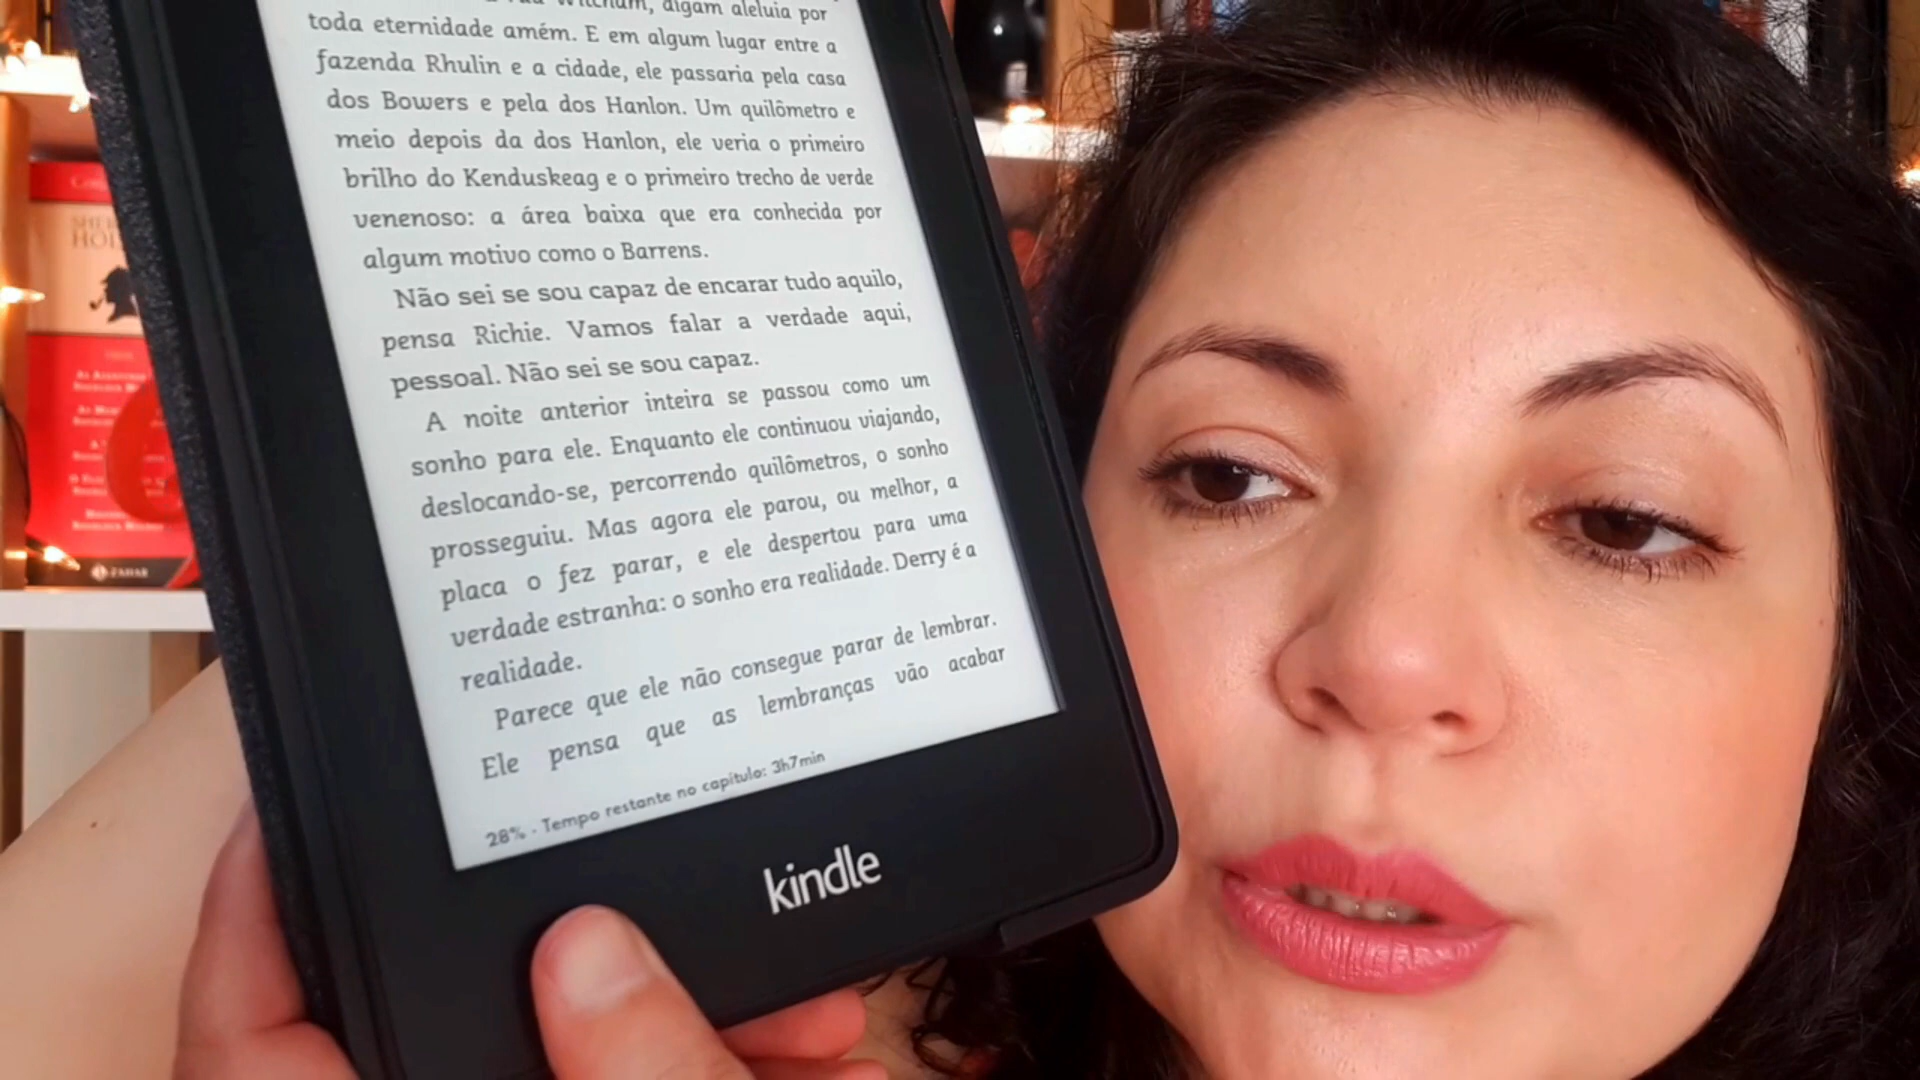 digam aleluia por
toda eternidade amém. E em algum lugar entre a
fazenda Rhulin e a cidade, ele passaria pela casa
dos Bowers e pela dos Hanlon. Um quilômetro e
meio depois da dos Hanlon, ele veria o primeiro
brilho do Kenduskeag e o primeiro trecho de verde
venenoso: a área baixa que era conhecida por
algum motivo como o Barrens.
Não sei se sou capaz de encarar tudo aquilo,
pensa Richie. Vamos falar a verdade aqui,
pessoal. Não sei se sou capaz.
A noite anterior inteira se passou como um
sonho para ele. Enquanto ele continuou viajando,
deslocando-se, percorrendo quilômetros, o sonho
prosseguiu. Mas agora ele parou, ou melhor, a
placa o fez parar, e ele despertou para uma
verdade estranha: o sonho era realidade. Derry é a
realidade.
Parece que ele não consegue parar de lembrar.
Ele pensa que as lembranças vão acabar
28% · Tempo restante no capítulo: 3h7min
kindle
ZAHAR